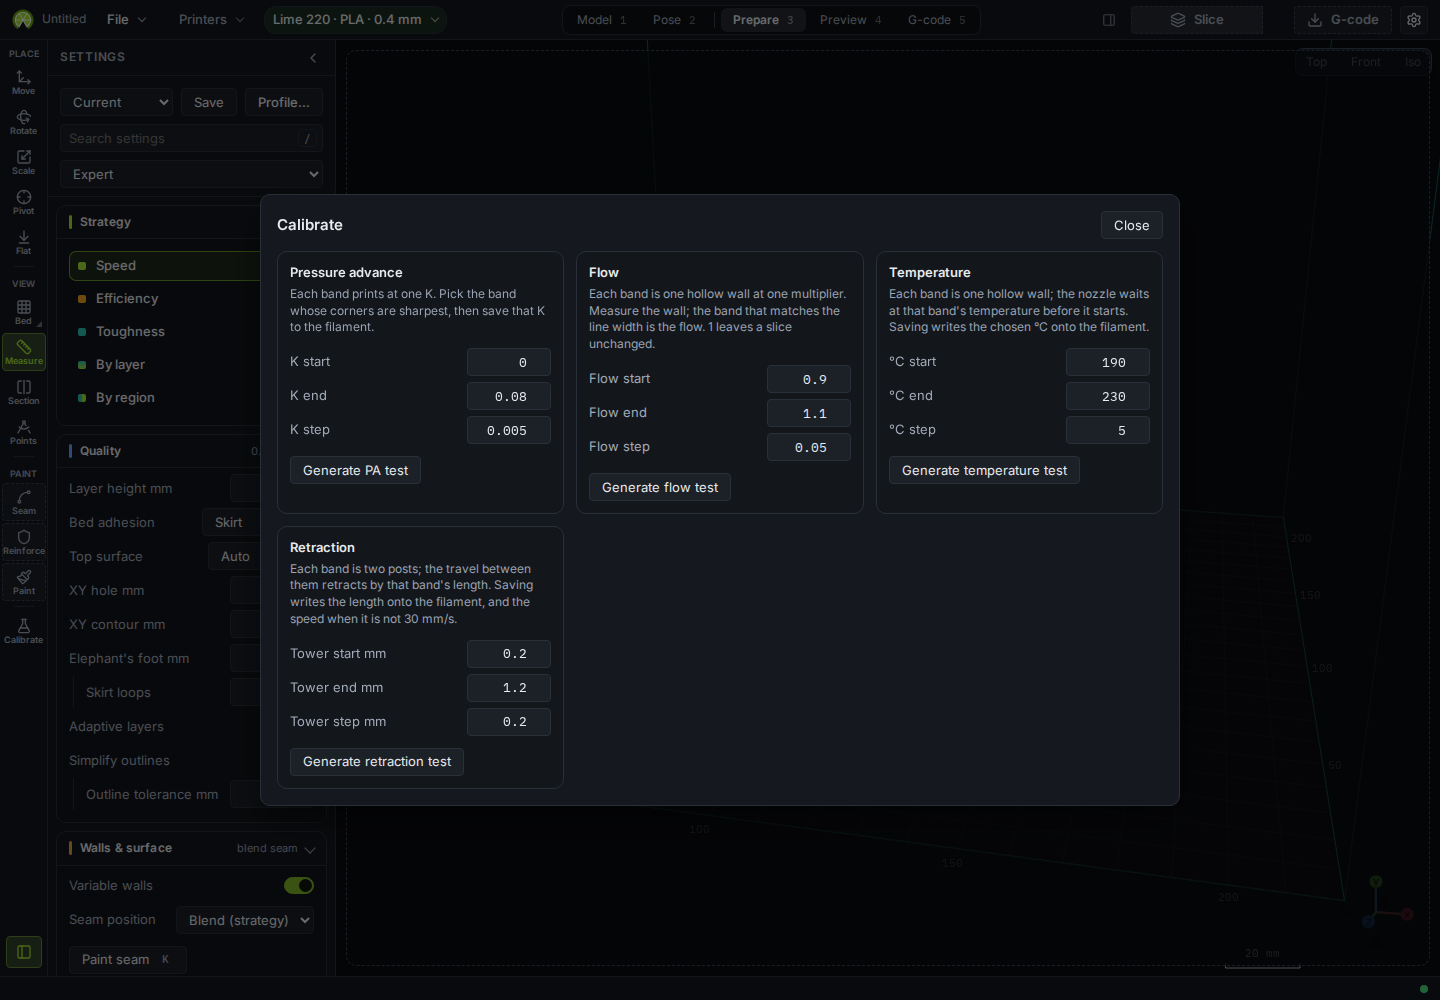 Untitled
File
Printers
Lime 220 · PLA · 0.4 mm
Model 1
Pose 2
Prepare 3
Preview 4
G-code 5
Slice
G-code
PLACE
Move
Rotate
Scale
Pivot
Flat
VIEW
Bed
Measure
Section
Points
PAINT
Seam
Reinforce
Paint
Calibrate
SETTINGS
Current
Save
Profile...
Search settings /
Expert
Strategy
Speed
Efficiency
Toughness
By layer
By region
Quality 0.
Layer height mm
Bed adhesion Skirt
Top surface Auto
XY hole mm
XY contour mm
Elephant's foot mm
Skirt loops
Adaptive layers
Simplify outlines
Outline tolerance mm
Walls & surface blend seam
Variable walls
Seam position Blend (strategy)
Paint seam K
Top Front Iso
Calibrate
Close
Pressure advance
Each band prints at one K. Pick the band
whose corners are sharpest, then save that K
to the filament.
K start 0
K end 0.08
K step 0.005
Generate PA test
Flow
Each band is one hollow wall at one multiplier.
Measure the wall; the band that matches the
line width is the flow. 1 leaves a slice
unchanged.
Flow start 0.9
Flow end 1.1
Flow step 0.05
Generate flow test
Temperature
Each band is one hollow wall; the nozzle waits
at that band's temperature before it starts.
Saving writes the chosen °C onto the filament.
°C start 190
°C end 230
°C step 5
Generate temperature test
Retraction
Each band is two posts; the travel between
them retracts by that band's length. Saving
writes the length onto the filament, and the
speed when it is not 30 mm/s.
Tower start mm 0.2
Tower end mm 1.2
Tower step mm 0.2
Generate retraction test
200
150
100
50
100
150
200
Y
X
Z
20 mm